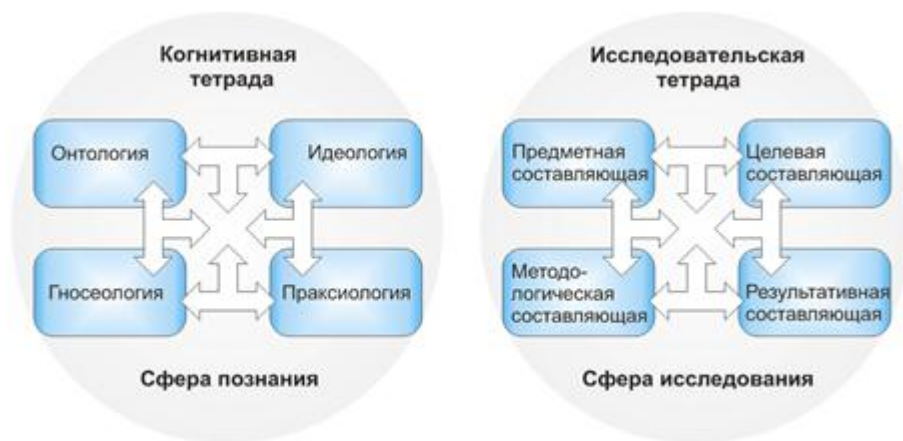 Когнитивная
тетрада
Онтология
Идеология
Гносеология
Праксиология
Сфера познания
Исследовательская
тетрада
Предметная
составляющая
Целевая
составляющая
Методо-
логическая
составляющая
Результативная
составляющая
Сфера исследования